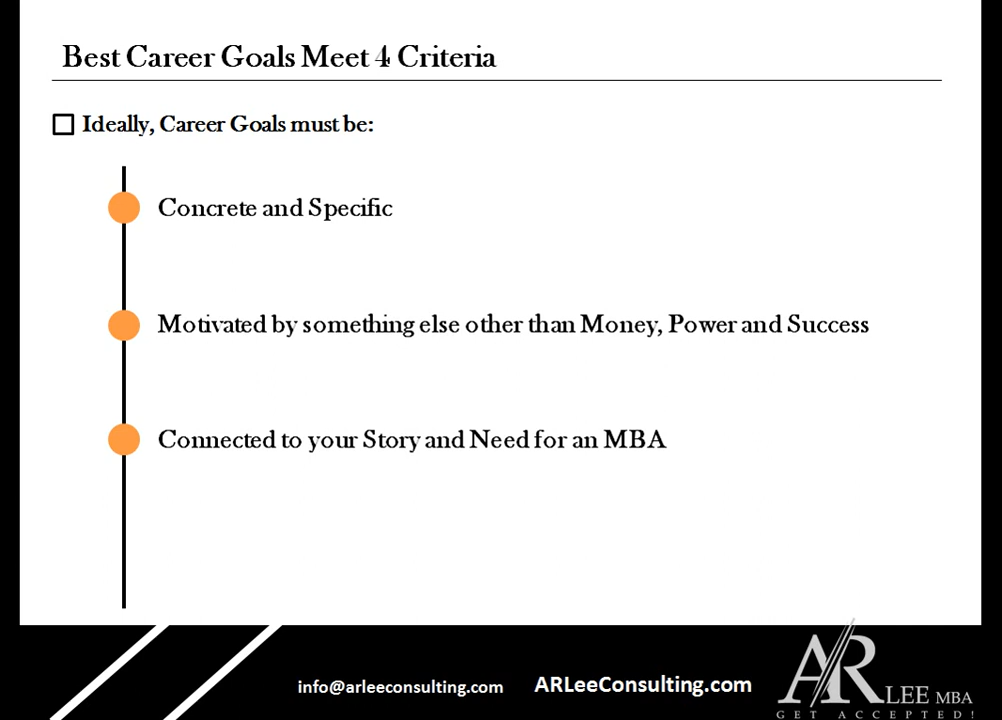 Best Career Goals Meet 4 Criteria
Ideally, Career Goals must be:
Concrete and Specific
Motivated by something else other than Money, Power and Success
Connected to your Story and Need for an MBA
info@arleeconsulting.com
ARLeeConsulting.com
AR LEE MBA
GET ACCEPTED!